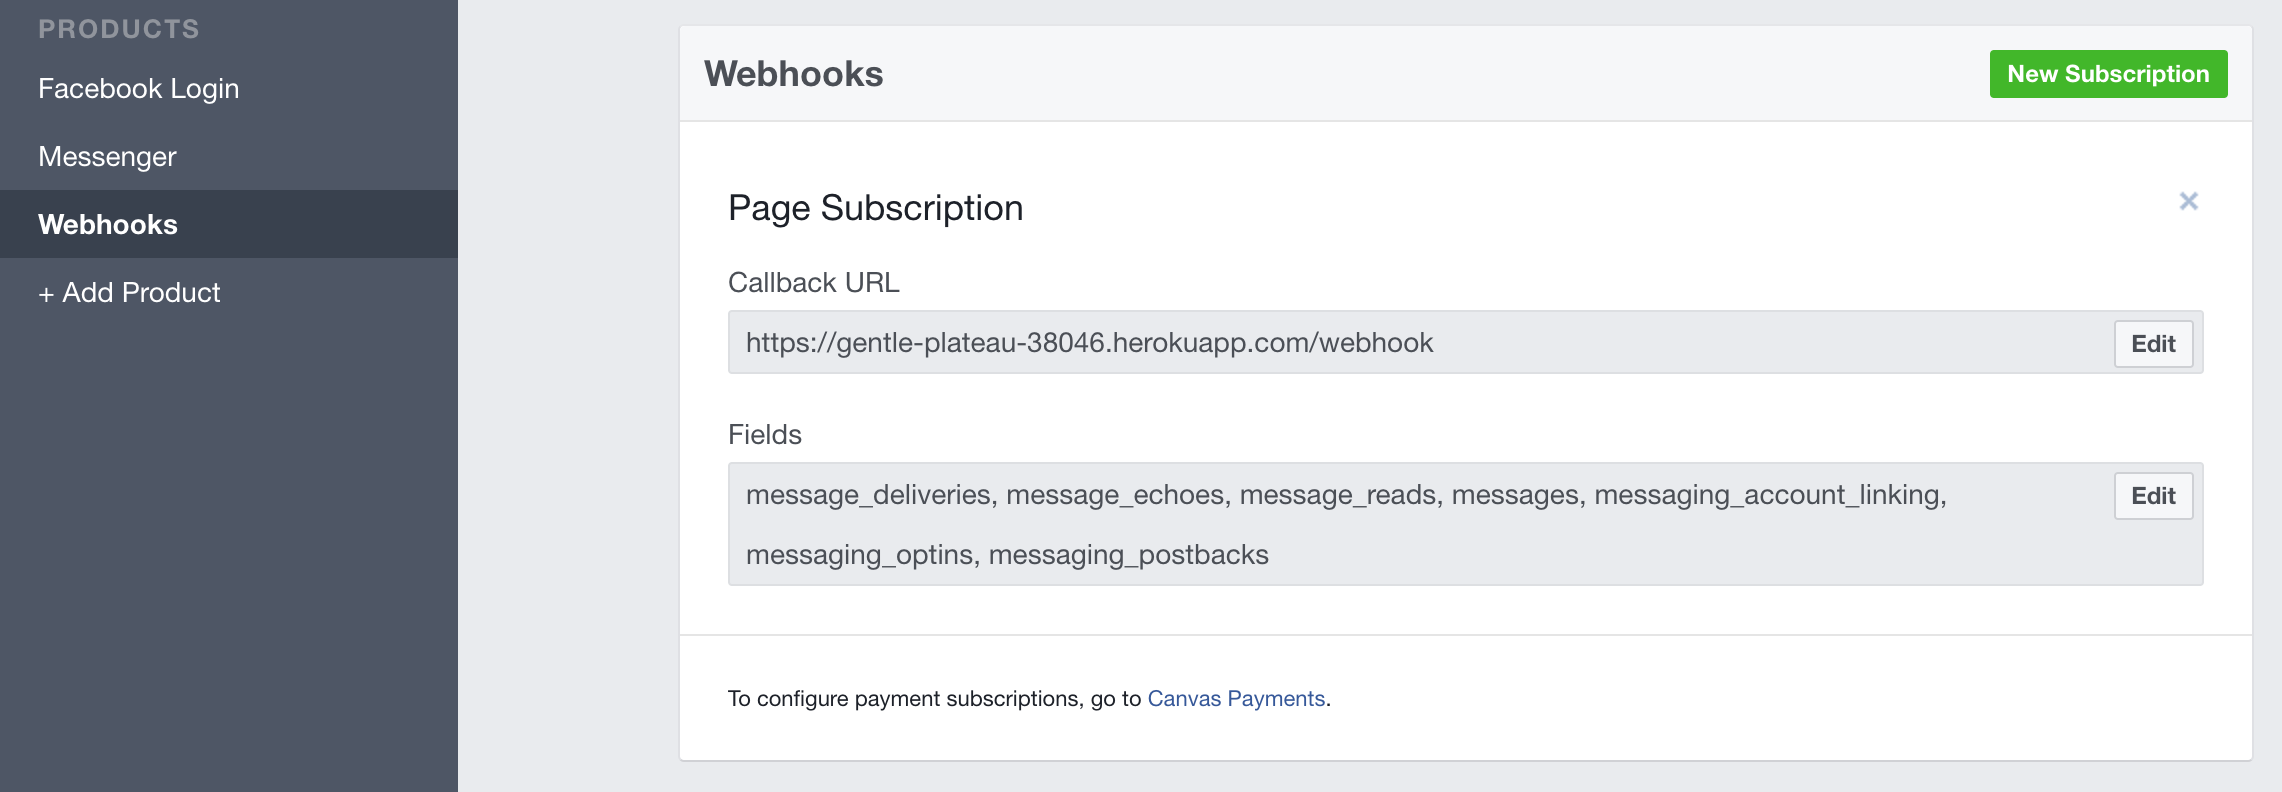 PRODUCTS
Facebook Login
Messenger
Webhooks
+ Add Product
Webhooks
New Subscription
Page Subscription
×
Callback URL
https://gentle-plateau-38046.herokuapp.com/webhook
Edit
Fields
message_deliveries, message_echoes, message_reads, messages, messaging_account_linking,
Edit
messaging_optins, messaging_postbacks
To configure payment subscriptions, go to Canvas Payments.